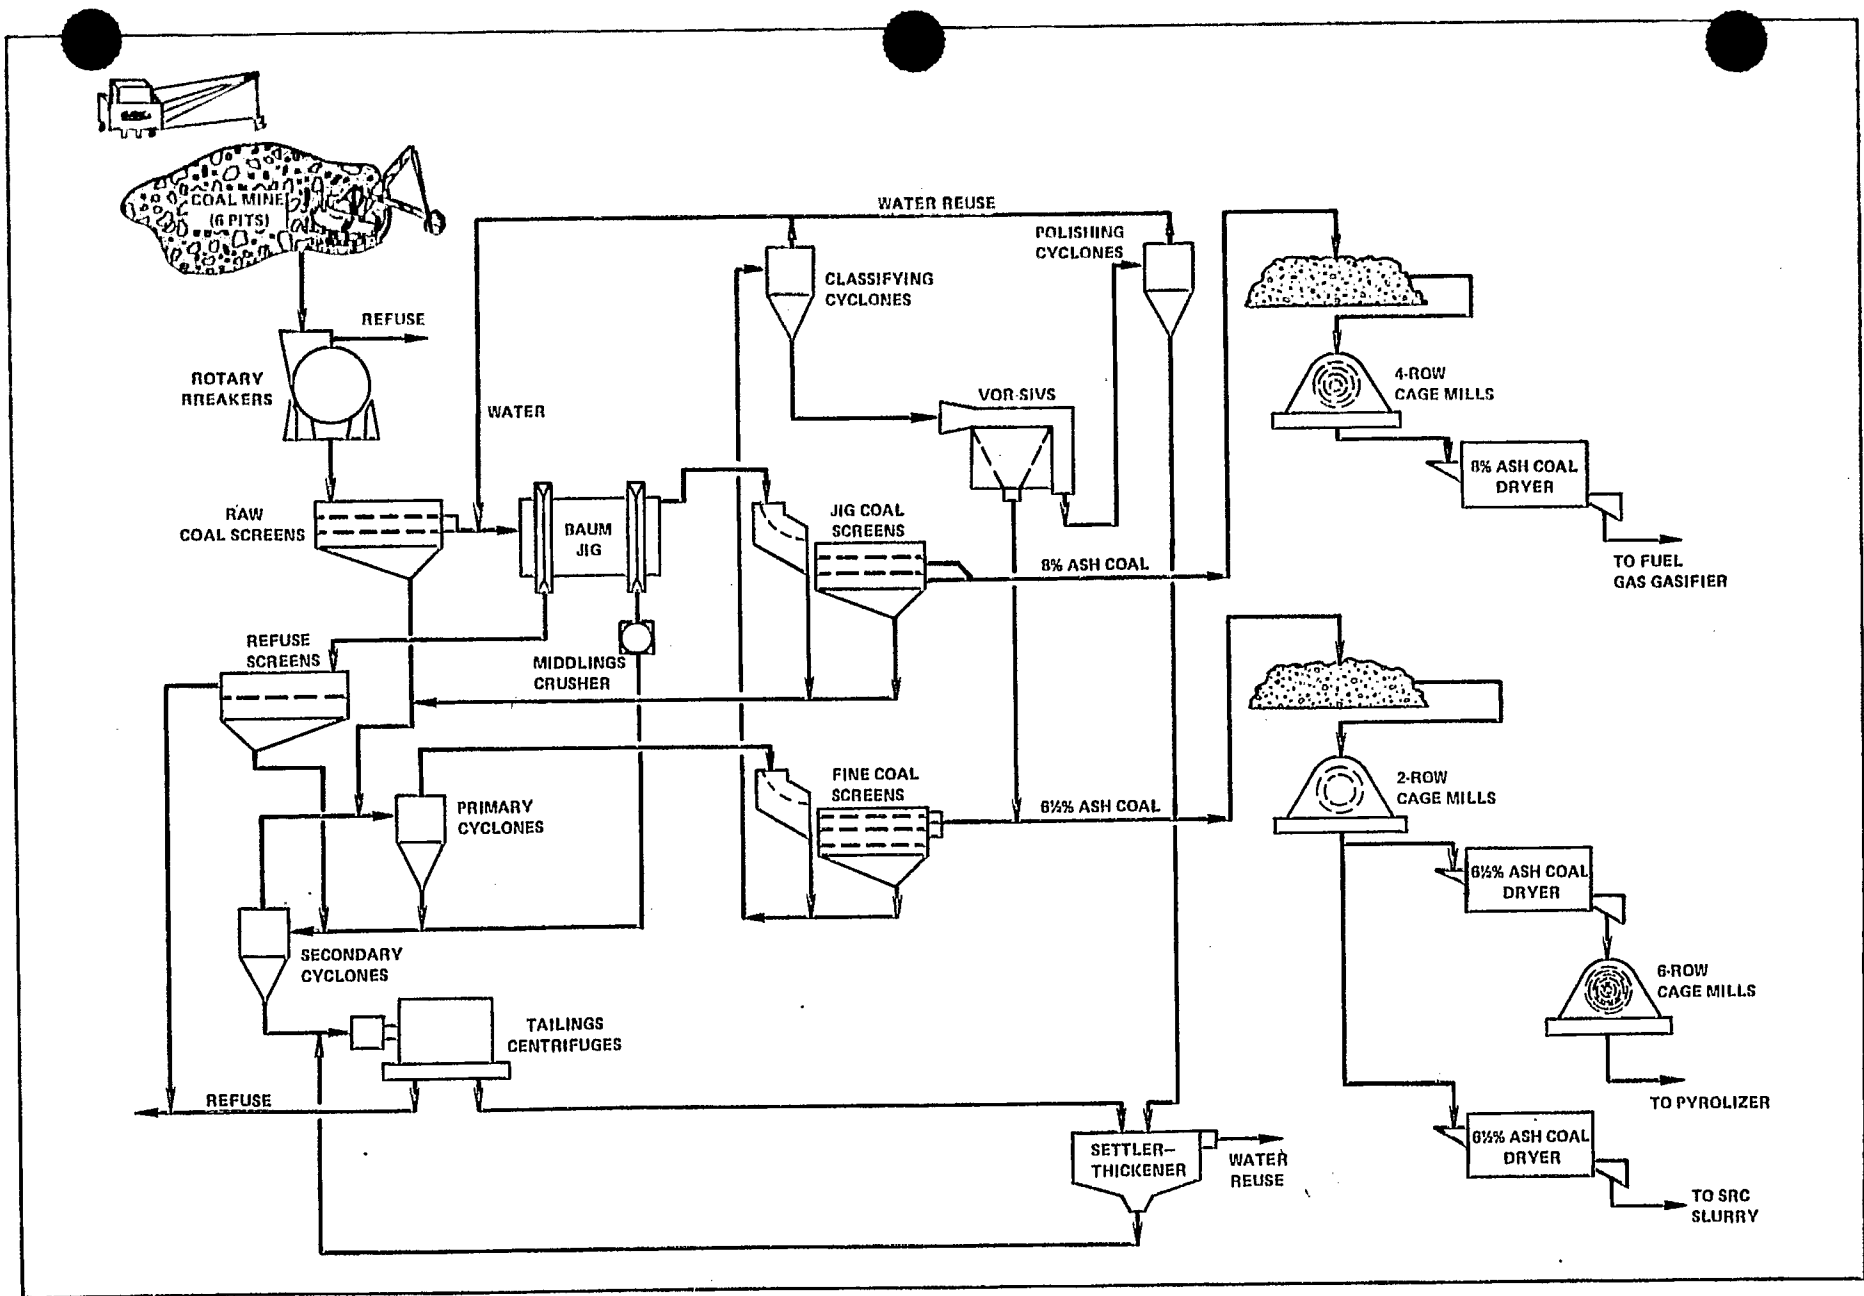 COAL MINE
(6 PITS)
WATER REUSE
POLISHING
CYCLONES
CLASSIFYING
CYCLONES
REFUSE
ROTARY
BREAKERS
WATER
VOR-SIVS
4-ROW
CAGE MILLS
8% ASH COAL
DRYER
RAW
COAL SCREENS
BAUM
JIG
JIG COAL
SCREENS
8% ASH COAL
TO FUEL
GAS GASIFIER
REFUSE
SCREENS
MIDDLINGS
CRUSHER
PRIMARY
CYCLONES
FINE COAL
SCREENS
6½% ASH COAL
2-ROW
CAGE MILLS
6½% ASH COAL
DRYER
SECONDARY
CYCLONES
6-ROW
CAGE MILLS
TAILINGS
CENTRIFUGES
REFUSE
TO PYROLIZER
SETTLER–
THICKENER
WATER
REUSE
6½% ASH COAL
DRYER
TO SRC
SLURRY